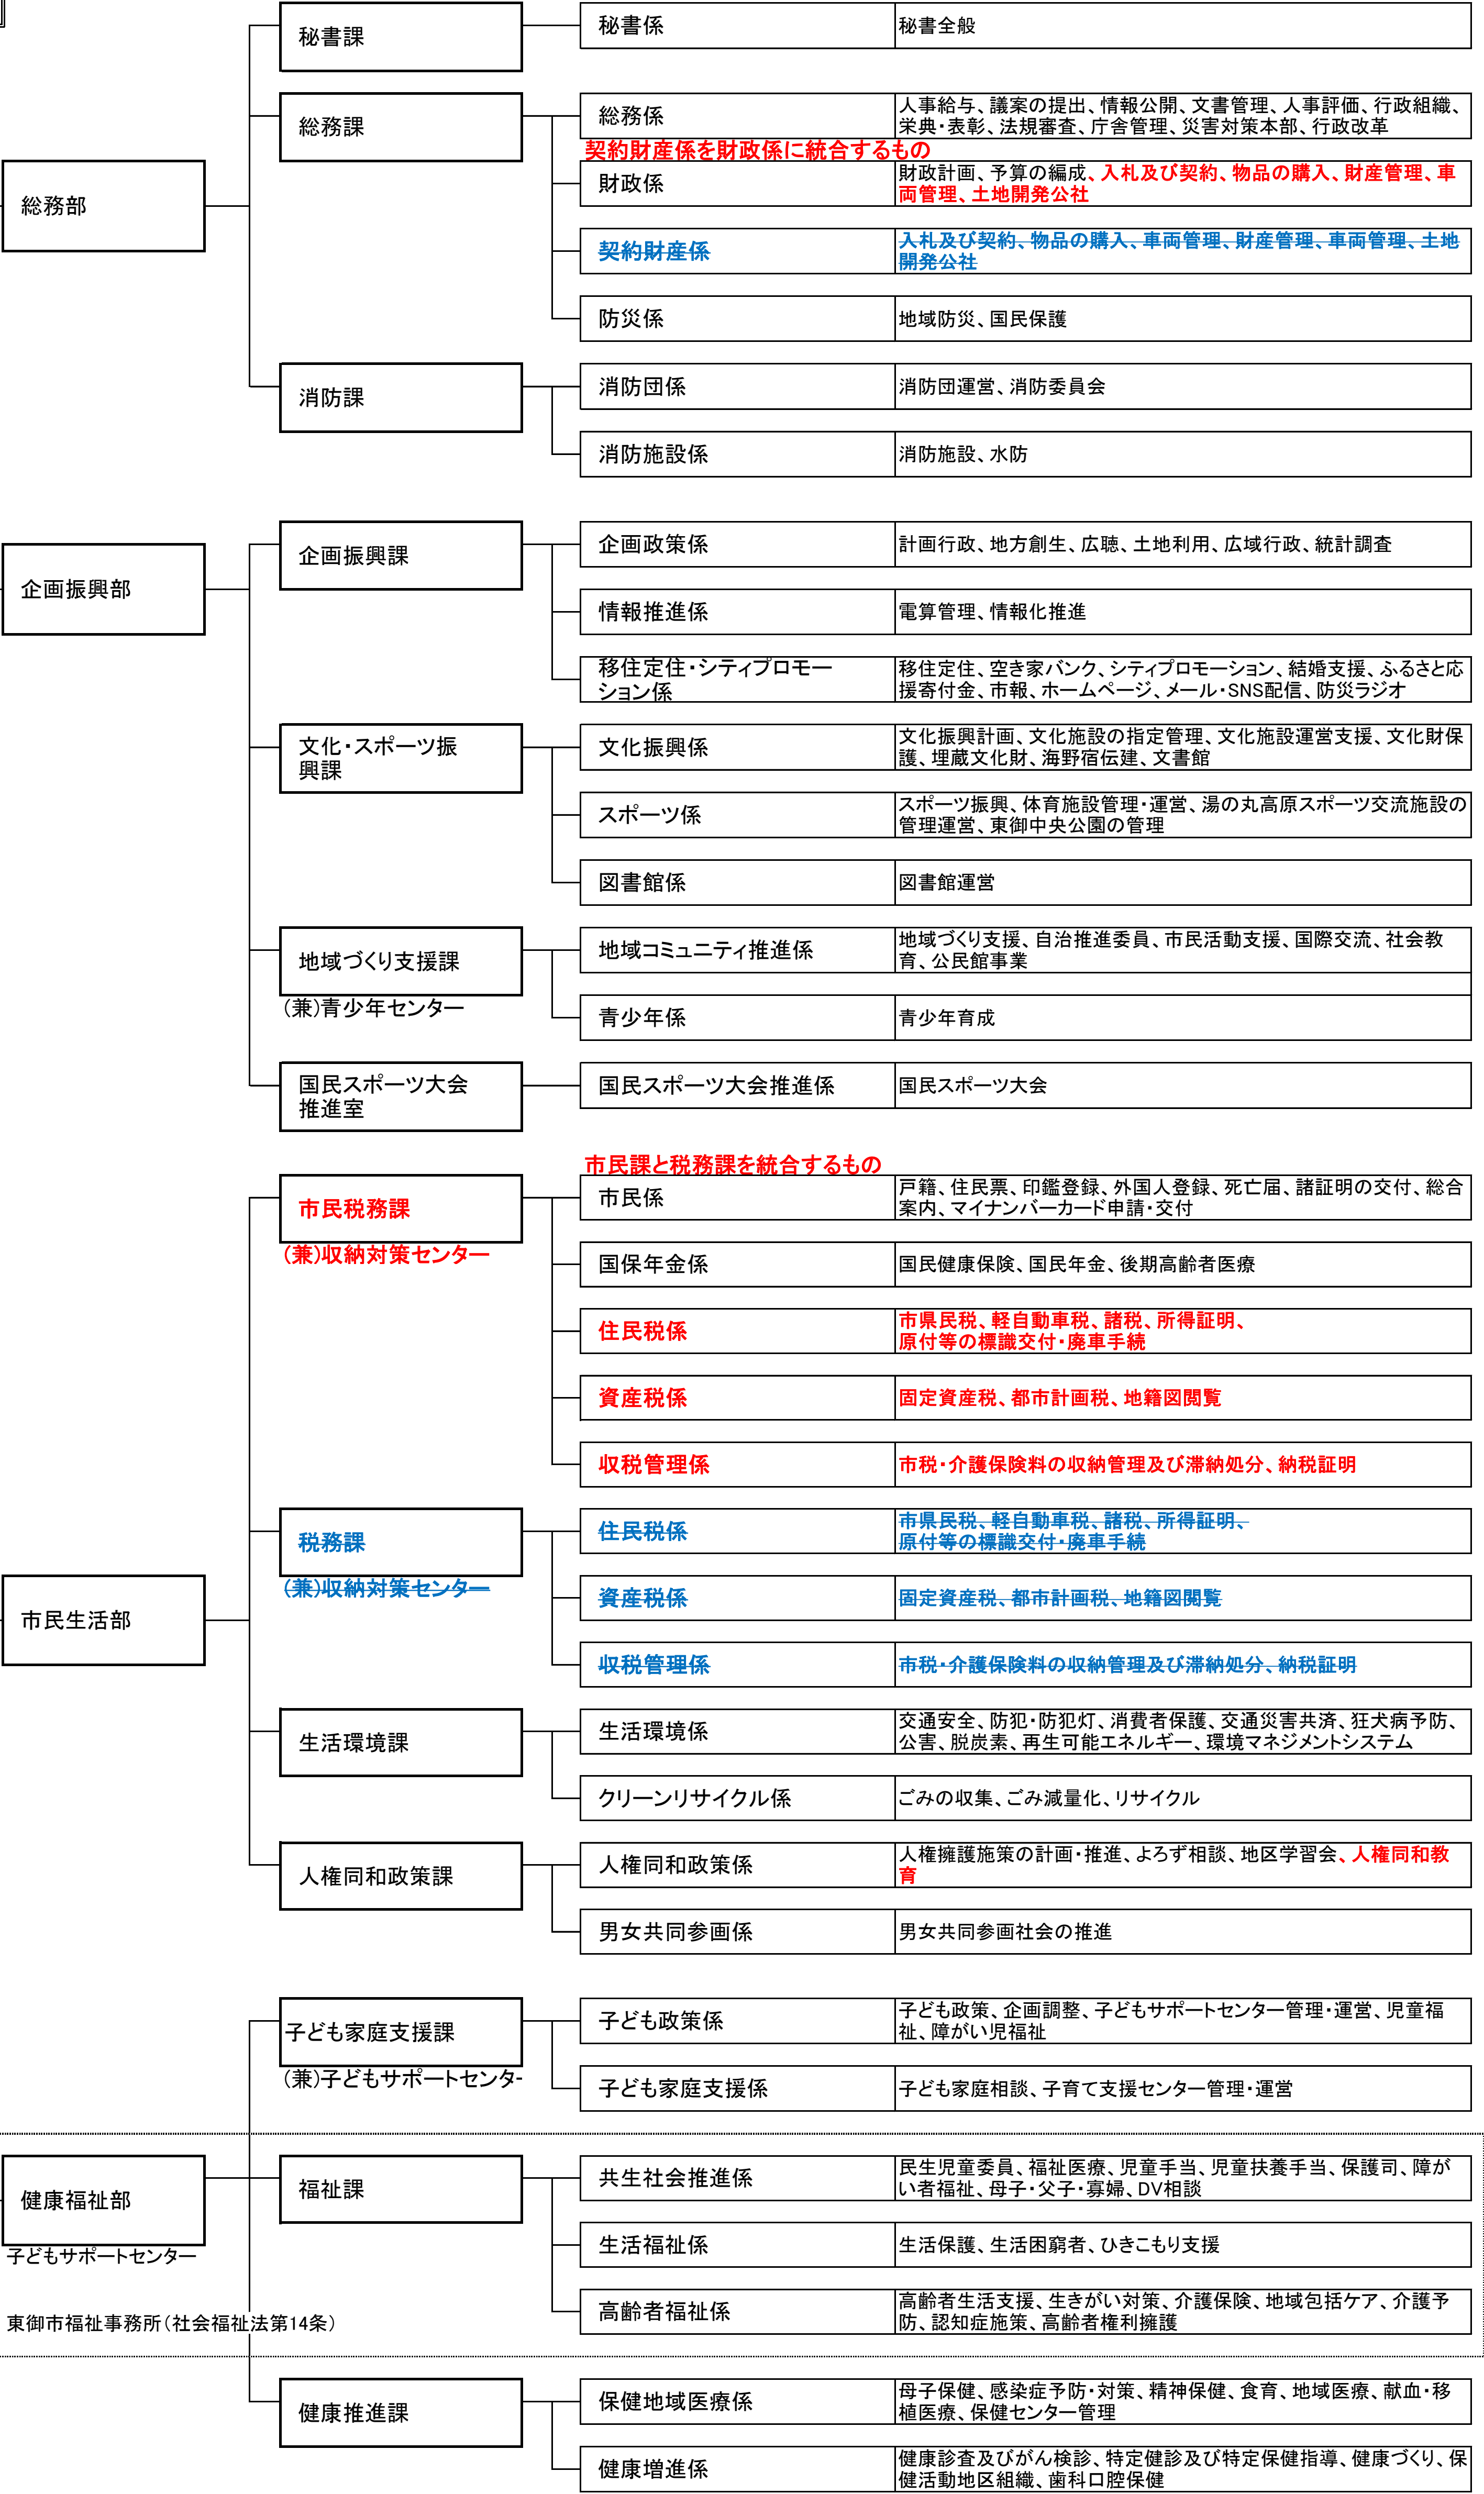 秘書課
秘書係
秘書全般
総務部
総務課
総務係
人事給与、議案の提出、情報公開、文書管理、人事評価、行政組織、
栄典・表彰、法規審査、庁舎管理、災害対策本部、行政改革
契約財産係を財政係に統合するもの
財政係
財政計画、予算の編成、入札及び契約、物品の購入、財産管理、車
両管理、土地開発公社
契約財産係
入札及び契約、物品の購入、車両管理、財産管理、車両管理、土地
開発公社
防災係
地域防災、国民保護
消防課
消防団係
消防団運営、消防委員会
消防施設係
消防施設、水防
企画振興部
企画振興課
企画政策係
計画行政、地方創生、広聴、土地利用、広域行政、統計調査
情報推進係
電算管理、情報化推進
移住定住・シティプロモー
ション係
移住定住、空き家バンク、シティプロモーション、結婚支援、ふるさと応
援寄付金、市報、ホームページ、メール・SNS配信、防災ラジオ
文化・スポーツ振
興課
文化振興係
文化振興計画、文化施設の指定管理、文化施設運営支援、文化財保
護、埋蔵文化財、海野宿伝建、文書館
スポーツ係
スポーツ振興、体育施設管理・運営、湯の丸高原スポーツ交流施設の
管理運営、東御中央公園の管理
図書館係
図書館運営
地域づくり支援課
(兼)青少年センター
地域コミュニティ推進係
地域づくり支援、自治推進委員、市民活動支援、国際交流、社会教
育、公民館事業
青少年係
青少年育成
国民スポーツ大会
推進室
国民スポーツ大会推進係
国民スポーツ大会
市民課と税務課を統合するもの
市民生活部
市民税務課
(兼)収納対策センター
市民係
戸籍、住民票、印鑑登録、外国人登録、死亡届、諸証明の交付、総合
案内、マイナンバーカード申請・交付
国保年金係
国民健康保険、国民年金、後期高齢者医療
住民税係
市県民税、軽自動車税、諸税、所得証明、
原付等の標識交付・廃車手続
資産税係
固定資産税、都市計画税、地籍図閲覧
収税管理係
市税・介護保険料の収納管理及び滞納処分、納税証明
税務課
(兼)収納対策センター
住民税係
市県民税、軽自動車税、諸税、所得証明、
原付等の標識交付・廃車手続
資産税係
固定資産税、都市計画税、地籍図閲覧
収税管理係
市税・介護保険料の収納管理及び滞納処分、納税証明
生活環境課
生活環境係
交通安全、防犯・防犯灯、消費者保護、交通災害共済、狂犬病予防、
公害、脱炭素、再生可能エネルギー、環境マネジメントシステム
クリーンリサイクル係
ごみの収集、ごみ減量化、リサイクル
人権同和政策課
人権同和政策係
人権擁護施策の計画・推進、よろず相談、地区学習会、人権同和教
育
男女共同参画係
男女共同参画社会の推進
健康福祉部
子どもサポートセンター
東御市福祉事務所(社会福祉法第14条)
子ども家庭支援課
(兼)子どもサポートセンター
子ども政策係
子ども政策、企画調整、子どもサポートセンター管理・運営、児童福
祉、障がい児福祉
子ども家庭支援係
子ども家庭相談、子育て支援センター管理・運営
福祉課
共生社会推進係
民生児童委員、福祉医療、児童手当、児童扶養手当、保護司、障が
い者福祉、母子・父子・寡婦、DV相談
生活福祉係
生活保護、生活困窮者、ひきこもり支援
高齢者福祉係
高齢者生活支援、生きがい対策、介護保険、地域包括ケア、介護予
防、認知症施策、高齢者権利擁護
健康推進課
保健地域医療係
母子保健、感染症予防・対策、精神保健、食育、地域医療、献血・移
植医療、保健センター管理
健康増進係
健康診査及びがん検診、特定健診及び特定保健指導、健康づくり、保
健活動地区組織、歯科口腔保健